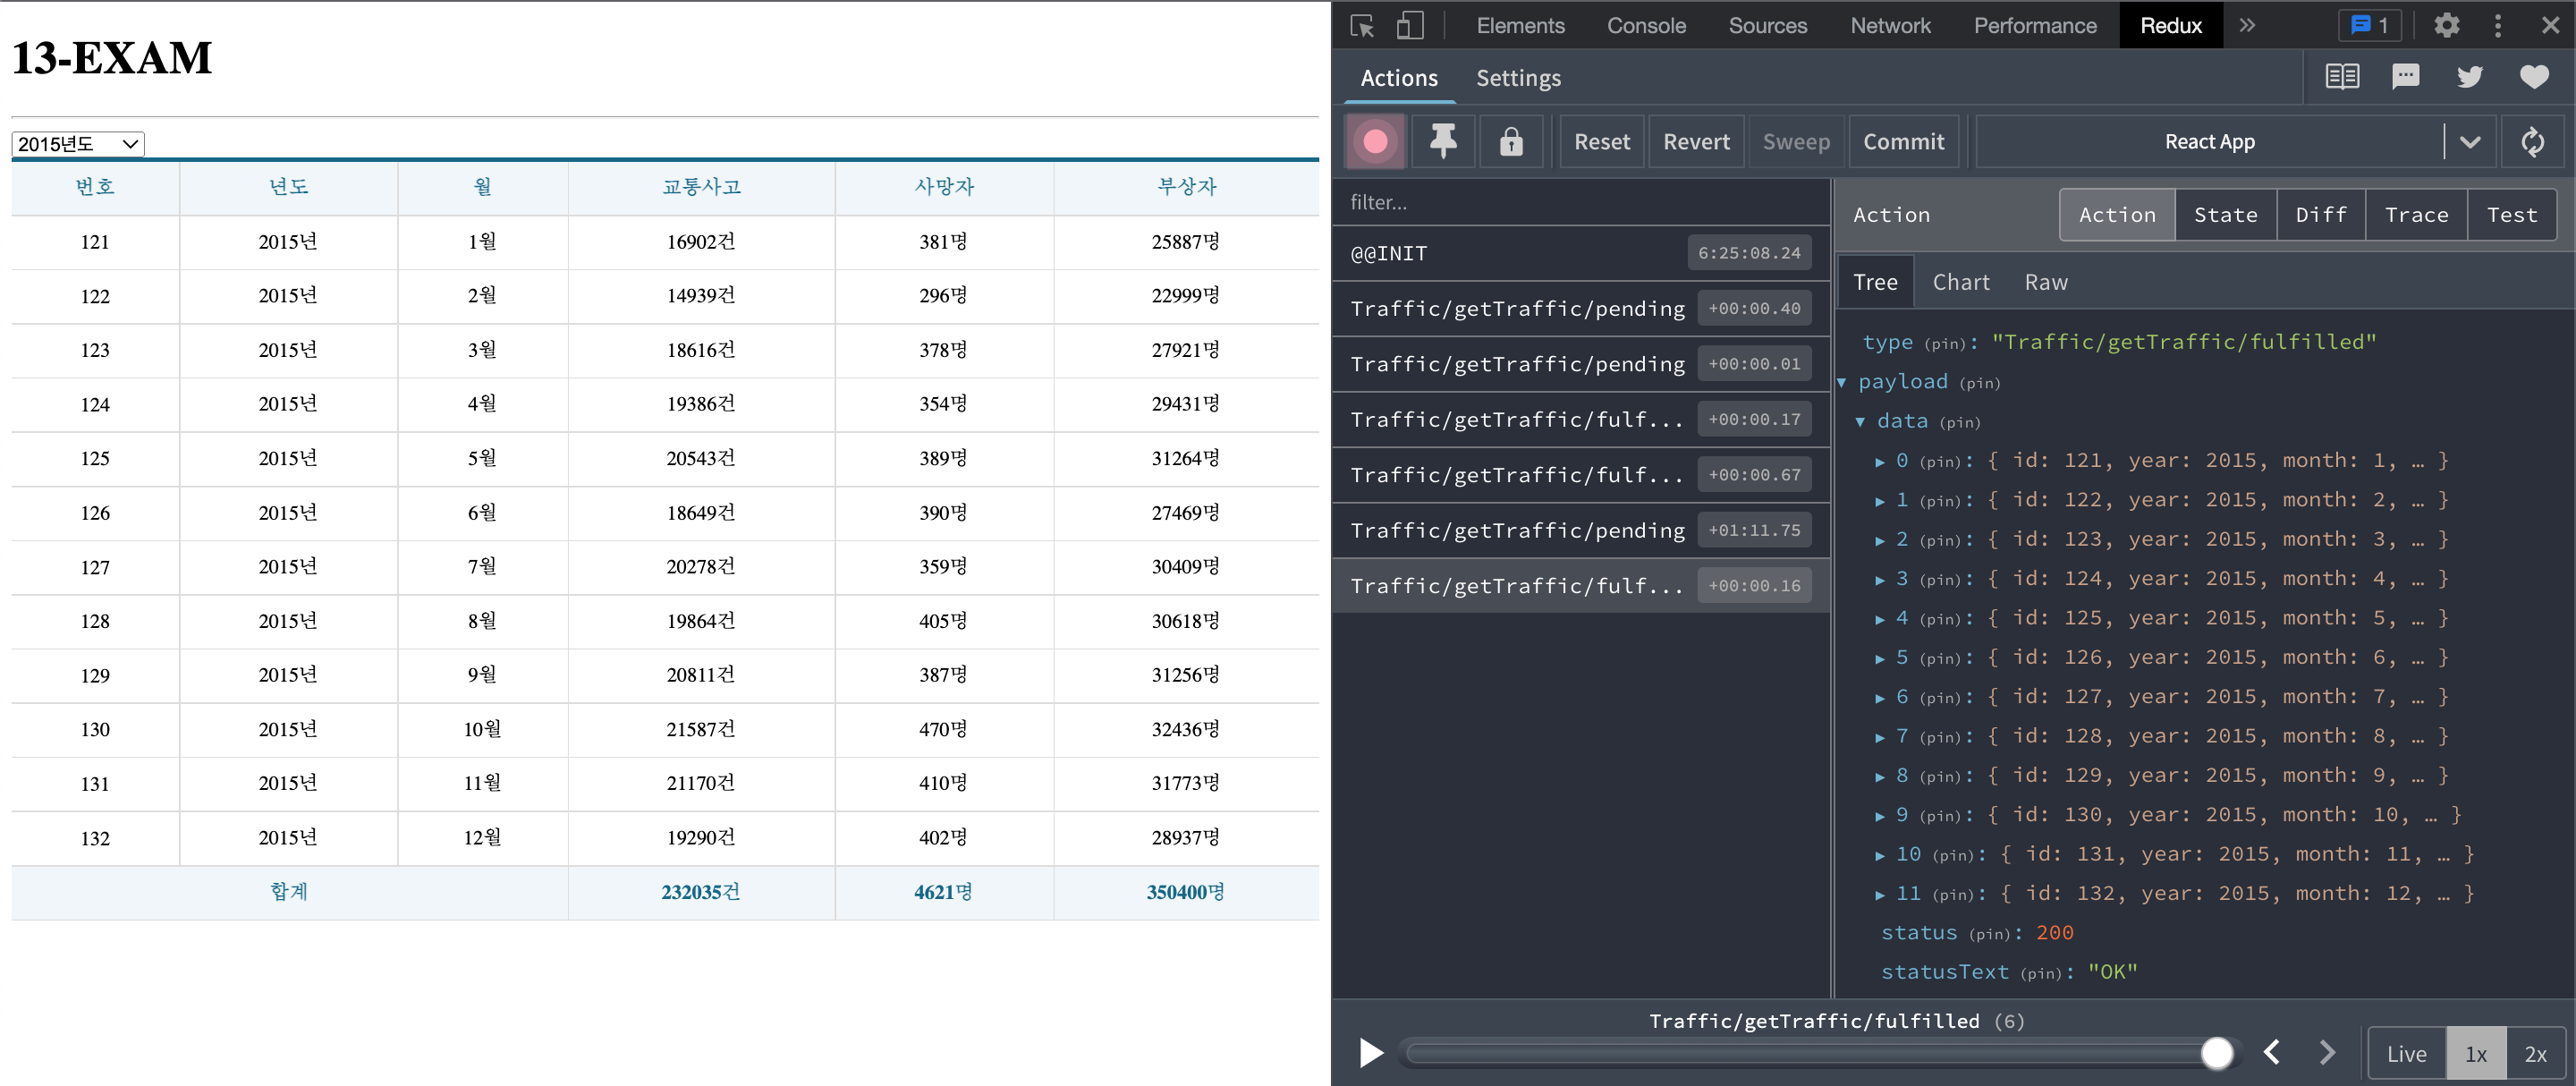 13-EXAM
2015년도
번호 년도 월 교통사고 사망자 부상자
121 2015년 1월 16902건 381명 25887명
122 2015년 2월 14939건 296명 22999명
123 2015년 3월 18616건 378명 27921명
124 2015년 4월 19386건 354명 29431명
125 2015년 5월 20543건 389명 31264명
126 2015년 6월 18649건 390명 27469명
127 2015년 7월 20278건 359명 30409명
128 2015년 8월 19864건 405명 30618명
129 2015년 9월 20811건 387명 31256명
130 2015년 10월 21587건 470명 32436명
131 2015년 11월 21170건 410명 31773명
132 2015년 12월 19290건 402명 28937명
합계 232035건 4621명 350400명
Elements Console Sources Network Performance Redux » 1
Actions Settings
Reset Revert Sweep Commit React App
filter...
@@INIT 6:25:08.24
Traffic/getTraffic/pending +00:00.40
Traffic/getTraffic/pending +00:00.01
Traffic/getTraffic/fulf... +00:00.17
Traffic/getTraffic/fulf... +00:00.67
Traffic/getTraffic/pending +01:11.75
Traffic/getTraffic/fulf... +00:00.16
Action Action State Diff Trace Test
Tree Chart Raw
type (pin): "Traffic/getTraffic/fulfilled"
▼ payload (pin)
▼ data (pin)
▶ 0 (pin): { id: 121, year: 2015, month: 1, … }
▶ 1 (pin): { id: 122, year: 2015, month: 2, … }
▶ 2 (pin): { id: 123, year: 2015, month: 3, … }
▶ 3 (pin): { id: 124, year: 2015, month: 4, … }
▶ 4 (pin): { id: 125, year: 2015, month: 5, … }
▶ 5 (pin): { id: 126, year: 2015, month: 6, … }
▶ 6 (pin): { id: 127, year: 2015, month: 7, … }
▶ 7 (pin): { id: 128, year: 2015, month: 8, … }
▶ 8 (pin): { id: 129, year: 2015, month: 9, … }
▶ 9 (pin): { id: 130, year: 2015, month: 10, … }
▶ 10 (pin): { id: 131, year: 2015, month: 11, … }
▶ 11 (pin): { id: 132, year: 2015, month: 12, … }
status (pin): 200
statusText (pin): "OK"
Traffic/getTraffic/fulfilled (6)
Live 1x 2x